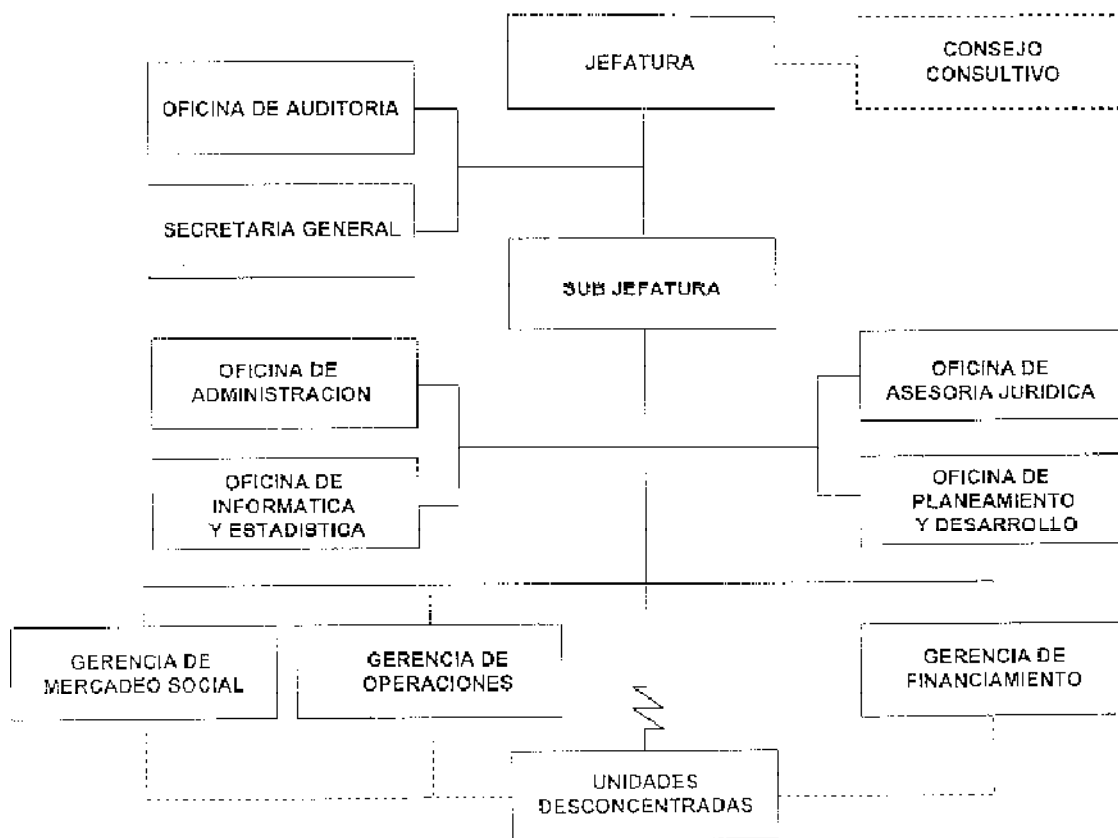 JEFATURA
CONSEJO
CONSULTIVO
OFICINA DE AUDITORIA
SECRETARIA GENERAL
SUB JEFATURA
OFICINA DE
ADMINISTRACION
OFICINA DE
ASESORIA JURIDICA
OFICINA DE
INFORMATICA
Y ESTADISTICA
OFICINA DE
PLANEAMIENTO
Y DESARROLLO
GERENCIA DE
MERCADEO SOCIAL
GERENCIA DE
OPERACIONES
GERENCIA DE
FINANCIAMIENTO
UNIDADES
DESCONCENTRADAS